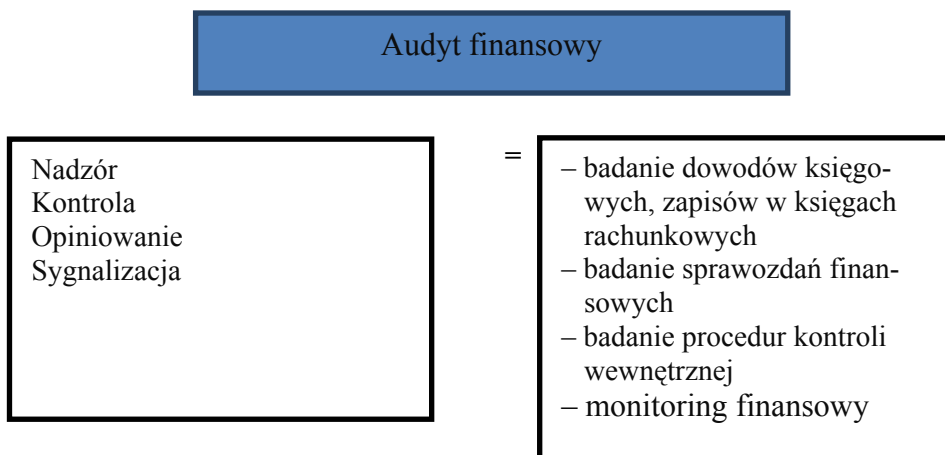 Audyt finansowy
Nadzór
Kontrola
Opiniowanie
Sygnalizacja
=
– badanie dowodów księgo-
wych, zapisów w księgach
rachunkowych
– badanie sprawozdań finan-
sowych
– badanie procedur kontroli
wewnętrznej
– monitoring finansowy